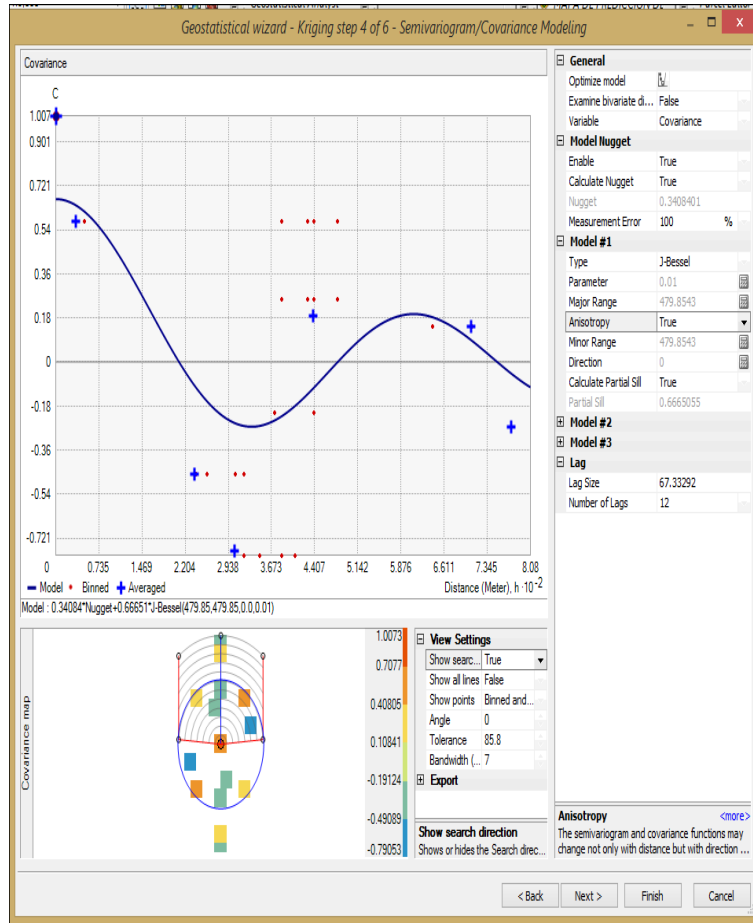 Geostatistical wizard - Kriging step 4 of 6 - Semivariogram/Covariance Modeling
Covariance
C
1.007
0.901
0.721
0.54
0.36
0.18
0
-0.18
-0.36
-0.54
-0.721
0 0.735 1.469 2.204 2.938 3.673 4.407 5.142 5.876 6.611 7.345 8.08
Model Binned Averaged Distance (Meter), h ·10⁻²
Model : 0.34084*Nugget+0.66651*J-Bessel(479.85,479.85,0.0,0.01)
General
Optimize model
Examine bivariate di... False
Variable Covariance
Model Nugget
Enable True
Calculate Nugget True
Nugget 0.3408401
Measurement Error 100 %
Model #1
Type J-Bessel
Parameter 0.01
Major Range 479.8543
Anisotropy True
Minor Range 479.8543
Direction 0
Calculate Partial Sill True
Partial Sill 0.6665055
Model #2
Model #3
Lag
Lag Size 67.33292
Number of Lags 12
Covariance map
1.0073
0.7077
0.40805
0.10841
-0.19124
-0.49089
-0.79053
View Settings
Show searc... True
Show all lines False
Show points Binned and...
Angle 0
Tolerance 85.8
Bandwidth (... 7
Export
Show search direction
Shows or hides the Search direc...
Anisotropy <more>
The semivariogram and covariance functions may
change not only with distance but with direction ...
< Back Next > Finish Cancel